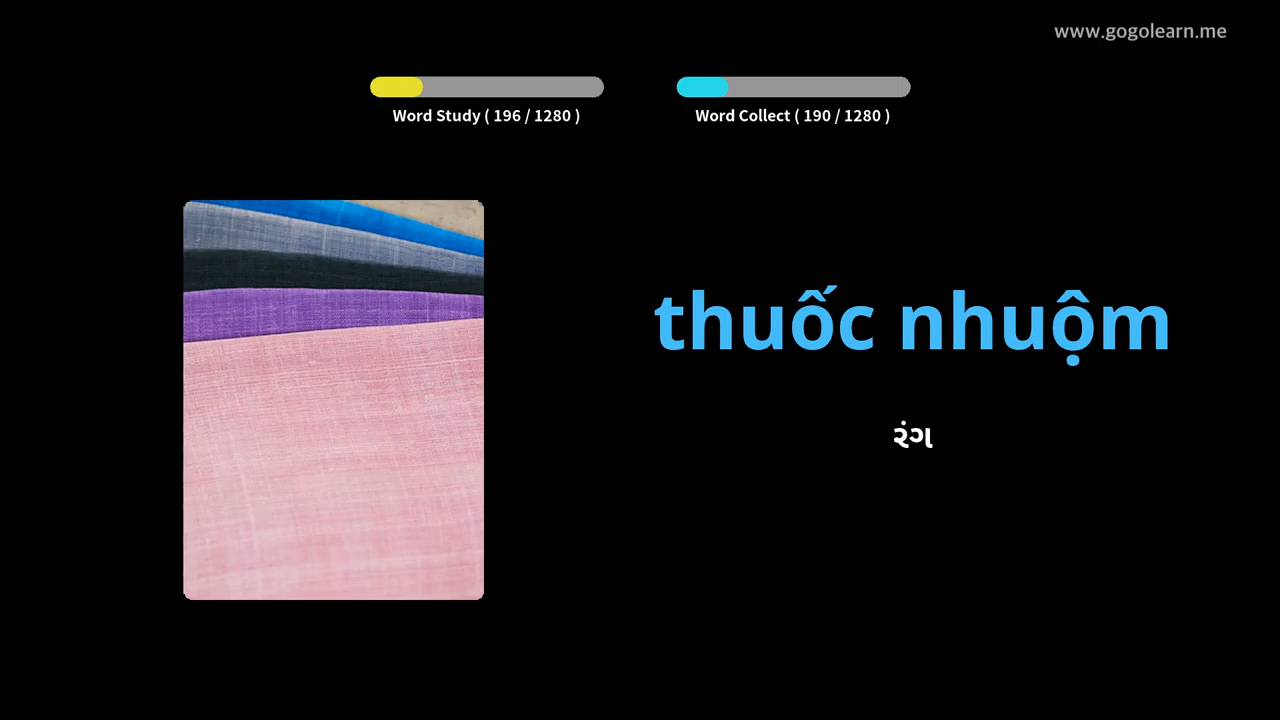 www.gogolearn.me
Word Study ( 196 / 1280 )
Word Collect ( 190 / 1280 )
thuốc nhuộm
રંગ